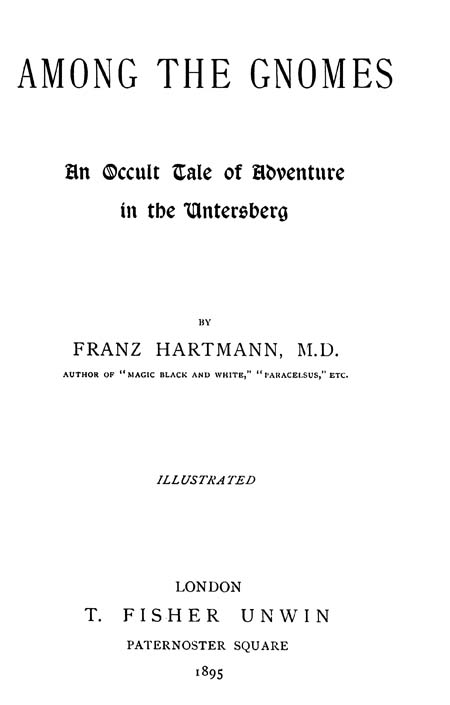 AMONG THE GNOMES
An Occult Tale of Adventure
in the Untersberg
BY
FRANZ HARTMANN, M.D.
AUTHOR OF "MAGIC BLACK AND WHITE," "PARACELSUS," ETC.
ILLUSTRATED
LONDON
T. FISHER UNWIN
PATERNOSTER SQUARE
1895